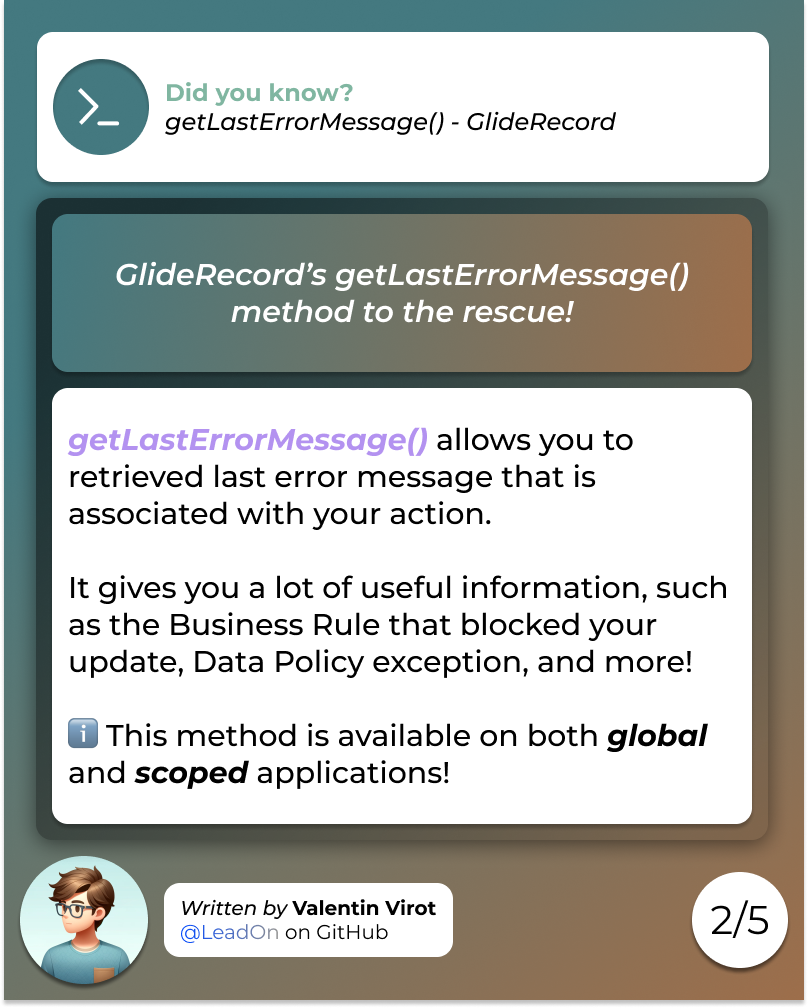 Did you know?
getLastErrorMessage() - GlideRecord
GlideRecord’s getLastErrorMessage()
method to the rescue!
getLastErrorMessage() allows you to
retrieved last error message that is
associated with your action.
It gives you a lot of useful information, such
as the Business Rule that blocked your
update, Data Policy exception, and more!
ℹ️ This method is available on both global
and scoped applications!
Written by Valentin Virot
@LeadOn on GitHub
2/5